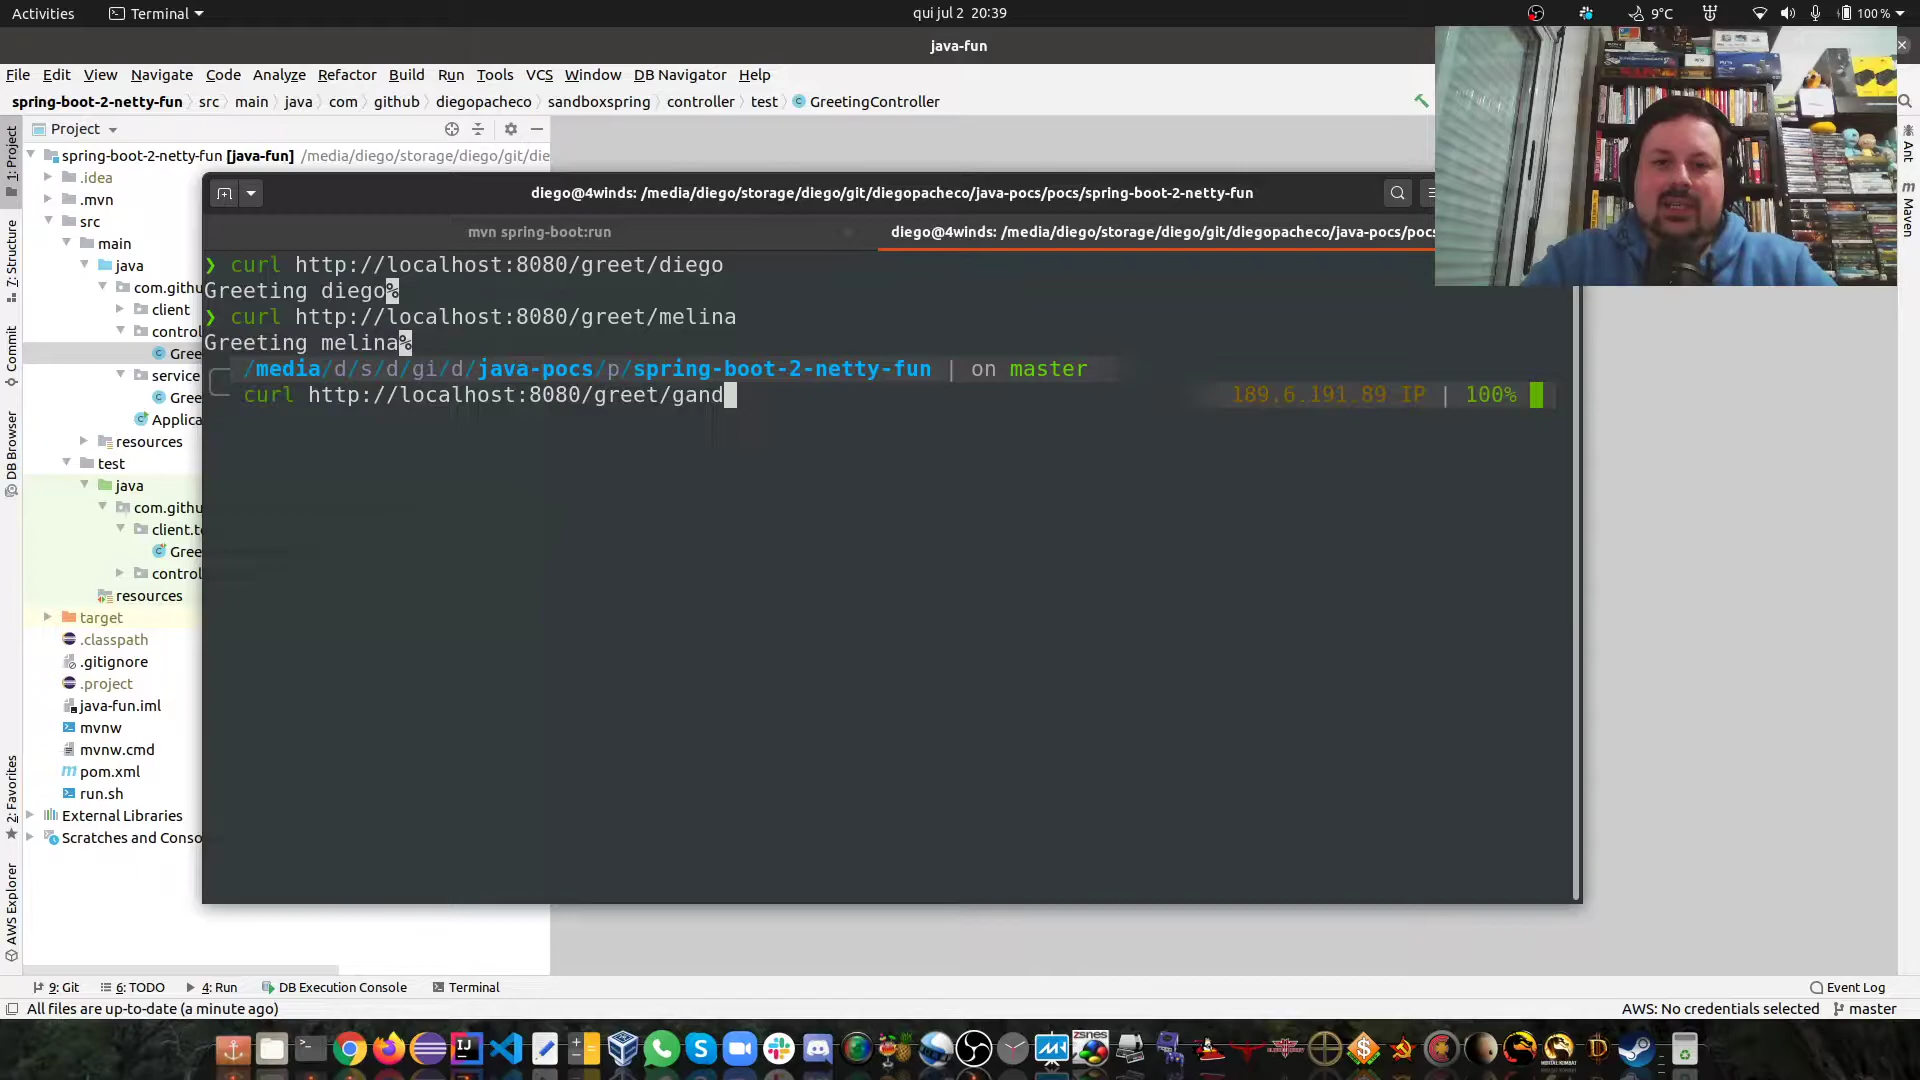 Activities Terminal qui jul 2 20:39 9°C 100 %
java-fun
File Edit View Navigate Code Analyze Refactor Build Run Tools VCS Window DB Navigator Help
spring-boot-2-netty-fun src main java com github diegopacheco sandboxspring controller test GreetingController
Project
spring-boot-2-netty-fun [java-fun] /media/diego/storage/diego/git/die
.idea
.mvn
src
main
java
com.githu
client
control
Gree
service
Gree
Applica
resources
test
java
com.githu
client.te
Gree
control
resources
target
.classpath
.gitignore
.project
java-fun.iml
mvnw
mvnw.cmd
pom.xml
run.sh
External Libraries
Scratches and Conso
1: Project
7: Structure
Commit
DB Browser
2: Favorites
AWS Explorer
diego@4winds: /media/diego/storage/diego/git/diegopacheco/java-pocs/pocs/spring-boot-2-netty-fun
mvn spring-boot:run
diego@4winds: /media/diego/storage/diego/git/diegopacheco/java-pocs/pocs
❯ curl http://localhost:8080/greet/diego
Greeting diego%
❯ curl http://localhost:8080/greet/melina
Greeting melina%
/media/d/s/d/gi/d/java-pocs/p/spring-boot-2-netty-fun | on master
curl http://localhost:8080/greet/gand 189.6.191.89 IP | 100%
Ant
Maven
9: Git 6: TODO 4: Run DB Execution Console Terminal Event Log
All files are up-to-date (a minute ago) AWS: No credentials selected master